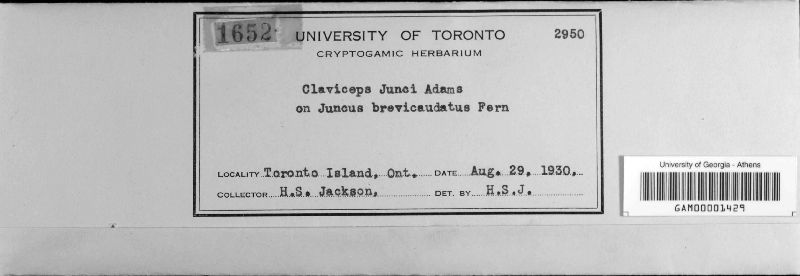 1652
UNIVERSITY OF TORONTO 2950
CRYPTOGAMIC HERBARIUM
Claviceps Junci Adams
on Juncus brevicaudatus Fern
LOCALITY Toronto Island, Ont. DATE Aug. 29, 1930,
COLLECTOR H.S. Jackson, DET. BY H.S.J.
University of Georgia - Athens
GAM00001429